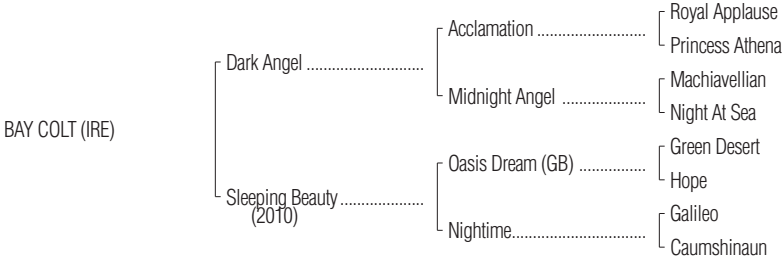 Royal Applause
Acclamation ..........................
Princess Athena
Dark Angel ............................
Machiavellian
Midnight Angel ....................
Night At Sea
BAY COLT (IRE)
Green Desert
Oasis Dream (GB) ................
Hope
Sleeping Beauty ....................
(2010)
Galileo
Nightime................................
Caumshinaun